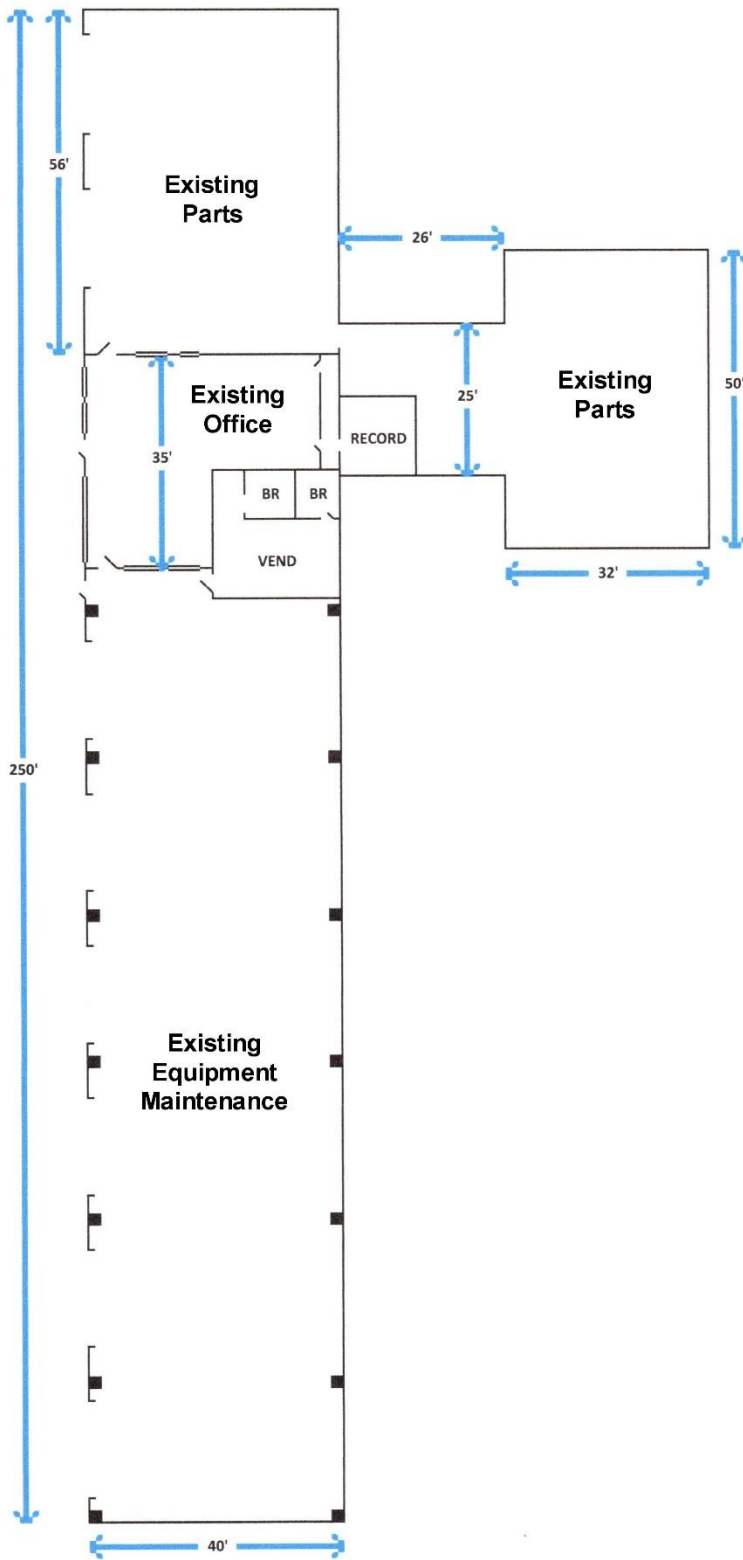 56'
Existing
Parts
26'
Existing
Parts
50'
25'
Existing
Office
RECORD
35'
BR
BR
VEND
32'
250'
Existing
Equipment
Maintenance
40'